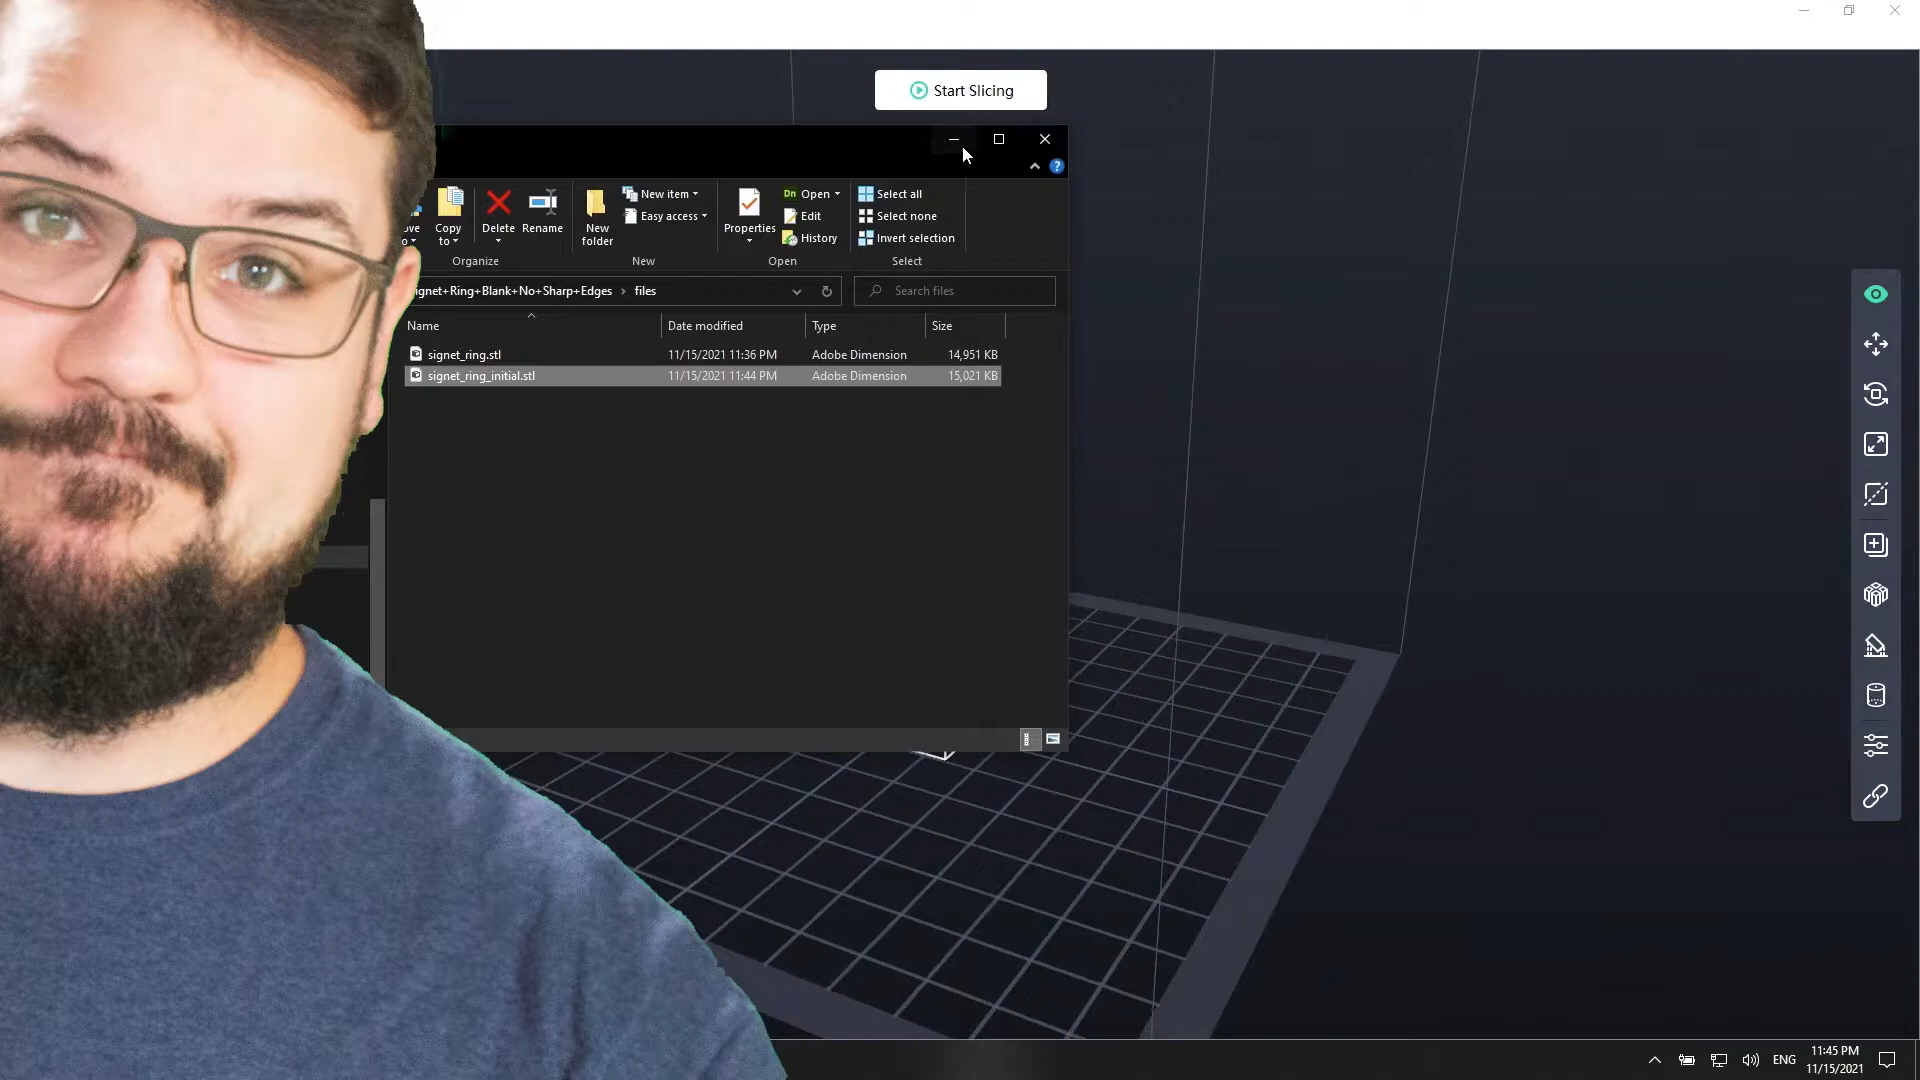 Start Slicing
Copy to
Delete
Rename
New folder
New item
Easy access
Properties
Open
Edit
History
Select all
Select none
Invert selection
Organize
New
Open
Select
ignet+Ring+Blank+No+Sharp+Edges > files
Search files
Name Date modified Type Size
signet_ring.stl 11/15/2021 11:36 PM Adobe Dimension 14,951 KB
signet_ring_initial.stl 11/15/2021 11:44 PM Adobe Dimension 15,021 KB
ENG
11:45 PM
11/15/2021